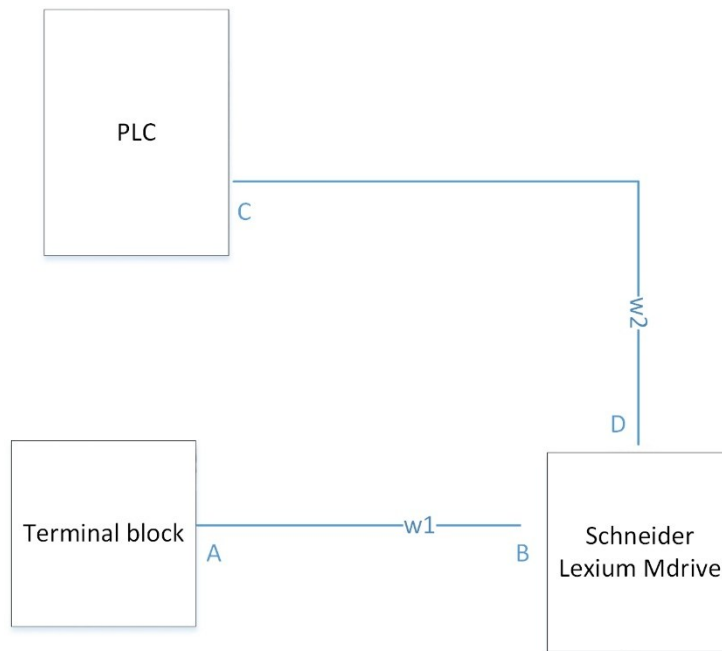 PLC
C
w2
D
Terminal block
w1
A
B
Schneider
Lexium Mdrive